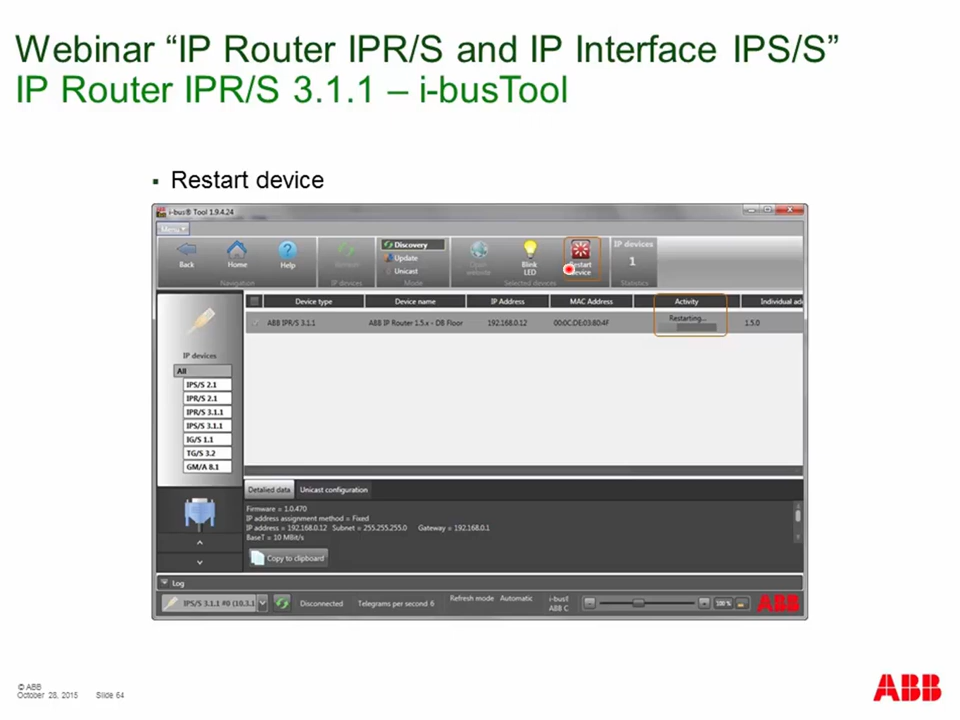 Webinar “IP Router IPR/S and IP Interface IPS/S”
IP Router IPR/S 3.1.1 – i-busTool
▪ Restart device
i-bus® Tool 1.9.4.24
Menu
Back
Home
Help
Refresh
Discovery
Update
Unicast
Open website
Blink LED
Restart device
IP devices
1
Navigation
IP devices
Mode
Selected devices
Statistics
Device type Device name IP Address MAC Address Activity Individual
ABB IPR/S 3.1.1 ABB IP Router 1.5.x – DB Floor 192.168.0.12 00:0C:DE:03:80:4F Restarting... 1.5.0
IP devices
All
IPS/S 2.1
IPR/S 2.1
IPR/S 3.1.1
IPS/S 3.1.1
IG/S 1.1
TG/S 3.2
GM/A 8.1
Detailed data Unicast configuration
Firmware = 1.0.470
IP address assignment method = Fixed
IP address = 192.168.0.12 Subnet = 255.255.255.0 Gateway = 192.168.0.1
BaseT = 10 MBit/s
Copy to clipboard
Log
IPS/S 3.1.1 #0 (10.3.1 Disconnected Telegrams per second 6 Refresh mode Automatic
ABB C
100 %
ABB
© ABB
October 28, 2015 Slide 64
ABB